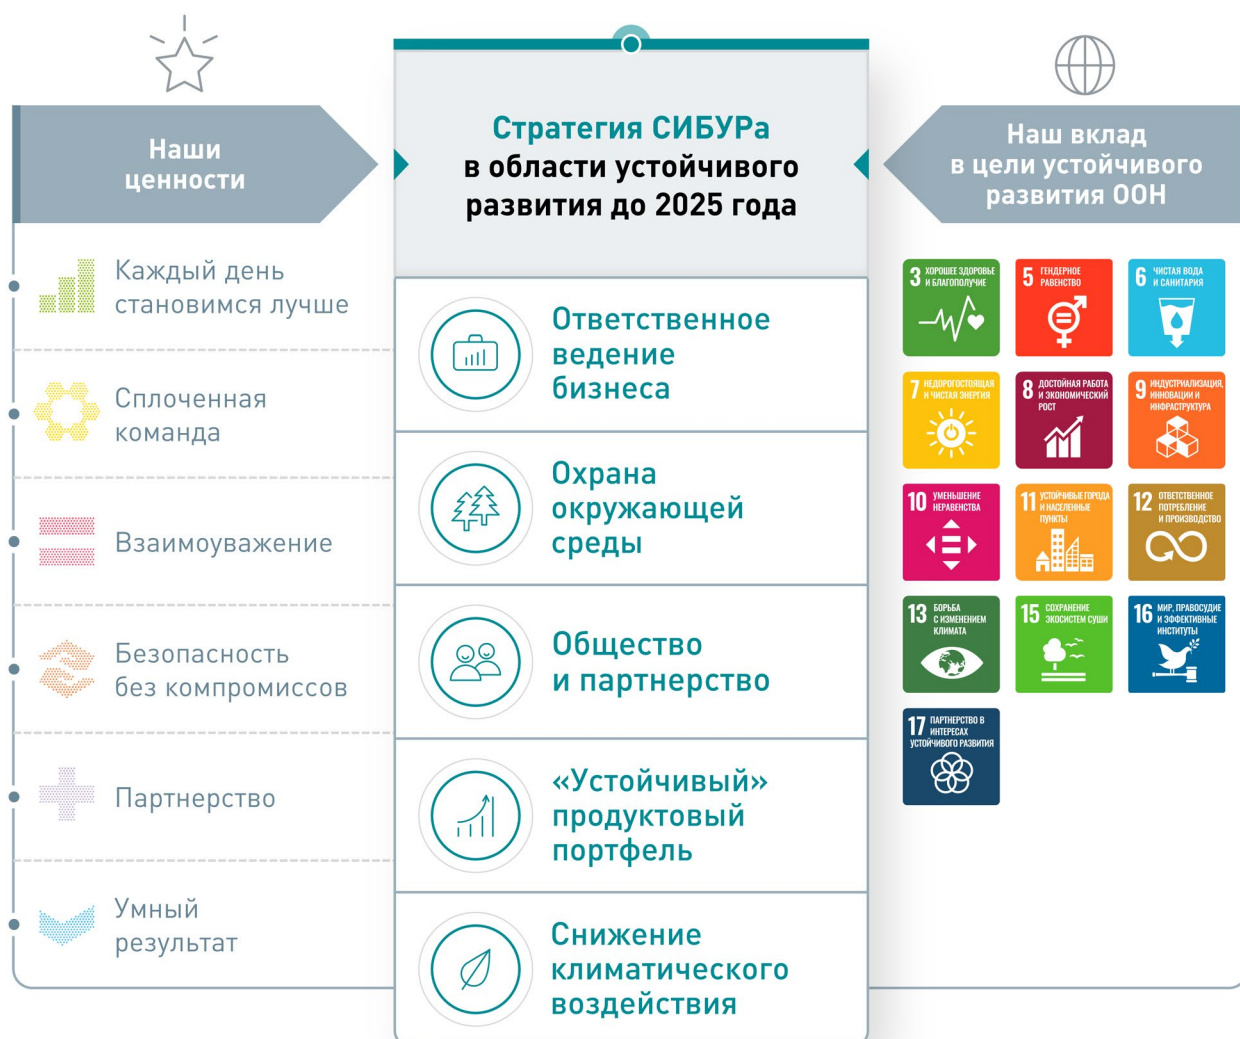 Наши
ценности
Каждый день
становимся лучше
Сплоченная
команда
Взаимоуважение
Безопасность
без компромиссов
Партнерство
Умный
результат
Стратегия СИБУРа
в области устойчивого
развития до 2025 года
Ответственное
ведение
бизнеса
Охрана
окружающей
среды
Общество
и партнерство
«Устойчивый»
продуктовый
портфель
Снижение
климатического
воздействия
Наш вклад
в цели устойчивого
развития ООН
3 ХОРОШЕЕ ЗДОРОВЬЕ
И БЛАГОПОЛУЧИЕ
5 ГЕНДЕРНОЕ
РАВЕНСТВО
6 ЧИСТАЯ ВОДА
И САНИТАРИЯ
7 НЕДОРОГОСТОЯЩАЯ
И ЧИСТАЯ ЭНЕРГИЯ
8 ДОСТОЙНАЯ РАБОТА
И ЭКОНОМИЧЕСКИЙ
РОСТ
9 ИНДУСТРИАЛИЗАЦИЯ,
ИННОВАЦИИ И
ИНФРАСТРУКТУРА
10 УМЕНЬШЕНИЕ
НЕРАВЕНСТВА
11 УСТОЙЧИВЫЕ ГОРОДА
И НАСЕЛЕННЫЕ
ПУНКТЫ
12 ОТВЕТСТВЕННОЕ
ПОТРЕБЛЕНИЕ
И ПРОИЗВОДСТВО
13 БОРЬБА
С ИЗМЕНЕНИЕМ
КЛИМАТА
15 СОХРАНЕНИЕ
ЭКОСИСТЕМ СУШИ
16 МИР, ПРАВОСУДИЕ
И ЭФФЕКТИВНЫЕ
ИНСТИТУТЫ
17 ПАРТНЕРСТВО В
ИНТЕРЕСАХ
УСТОЙЧИВОГО РАЗВИТИЯ